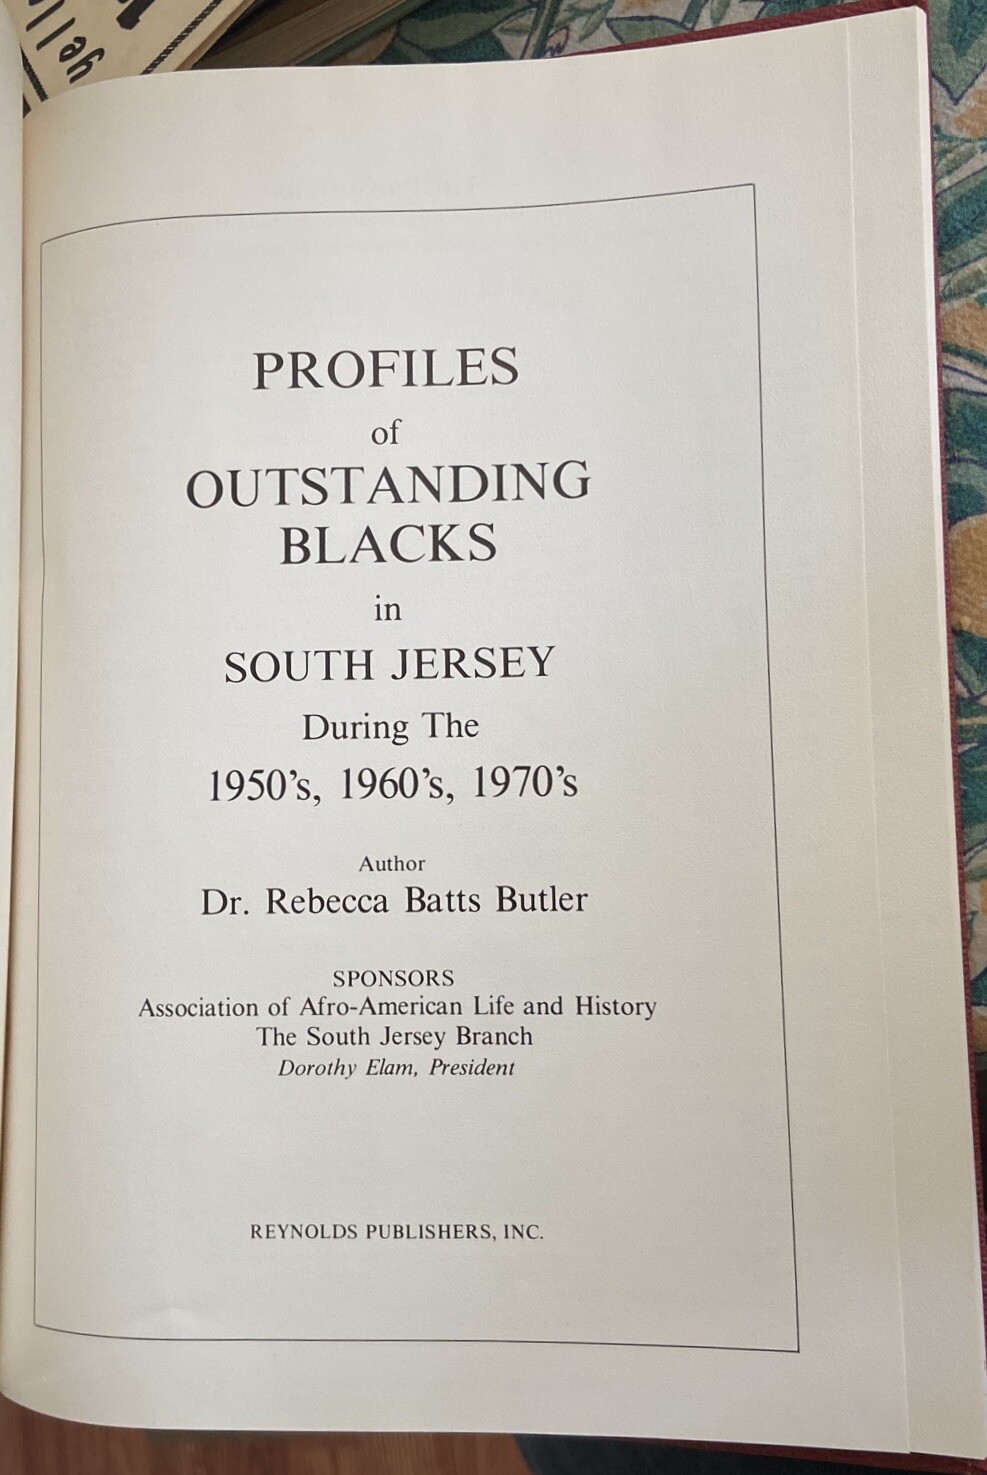 yell
PROFILES
of
OUTSTANDING
BLACKS
in
SOUTH JERSEY
During The
1950's, 1960's, 1970's
Author
Dr. Rebecca Batts Butler
SPONSORS
Association of Afro-American Life and History
The South Jersey Branch
Dorothy Elam, President
REYNOLDS PUBLISHERS, INC.